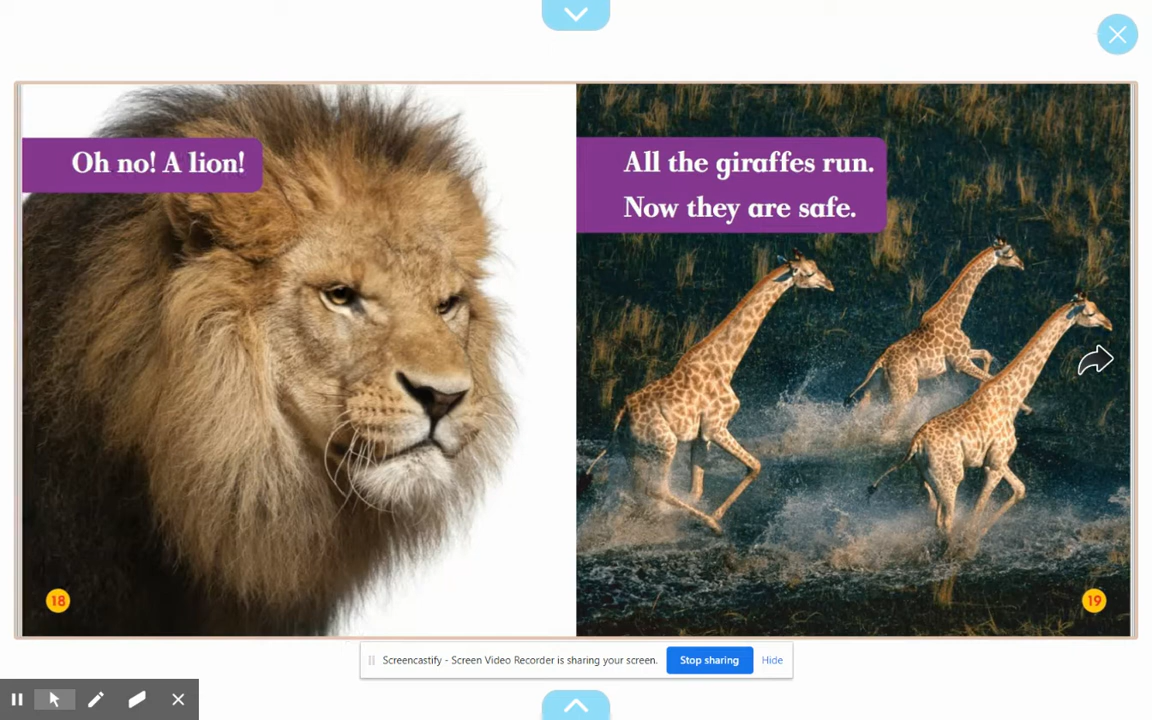 Oh no! A lion!
All the giraffes run.
Now they are safe.
18
19
Screencastify - Screen Video Recorder is sharing your screen.
Stop sharing
Hide